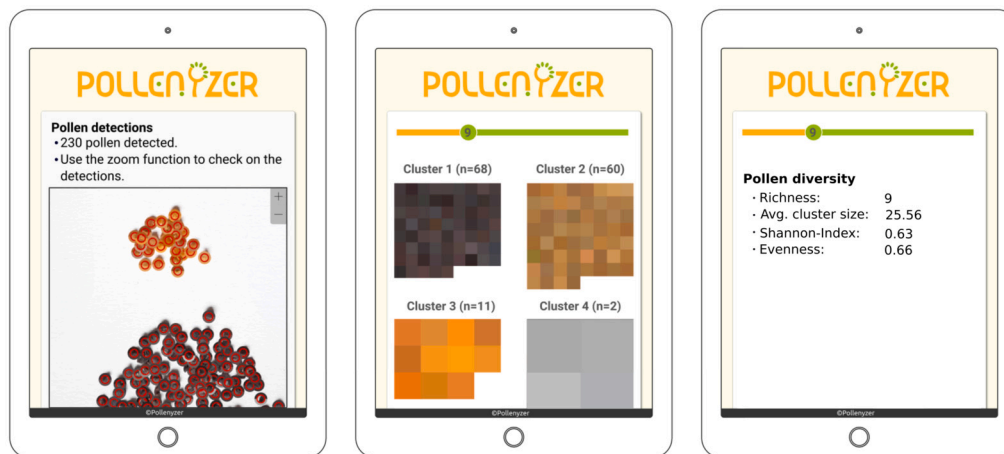 POLLENYZER
Pollen detections
• 230 pollen detected.
• Use the zoom function to check on the
detections.
+
−
©Pollenyzer
POLLENYZER
9
Cluster 1 (n=68)
Cluster 2 (n=60)
Cluster 3 (n=11)
Cluster 4 (n=2)
©Pollenyzer
POLLENYZER
9
Pollen diversity
· Richness: 9
· Avg. cluster size: 25.56
· Shannon-Index: 0.63
· Evenness: 0.66
©Pollenyzer